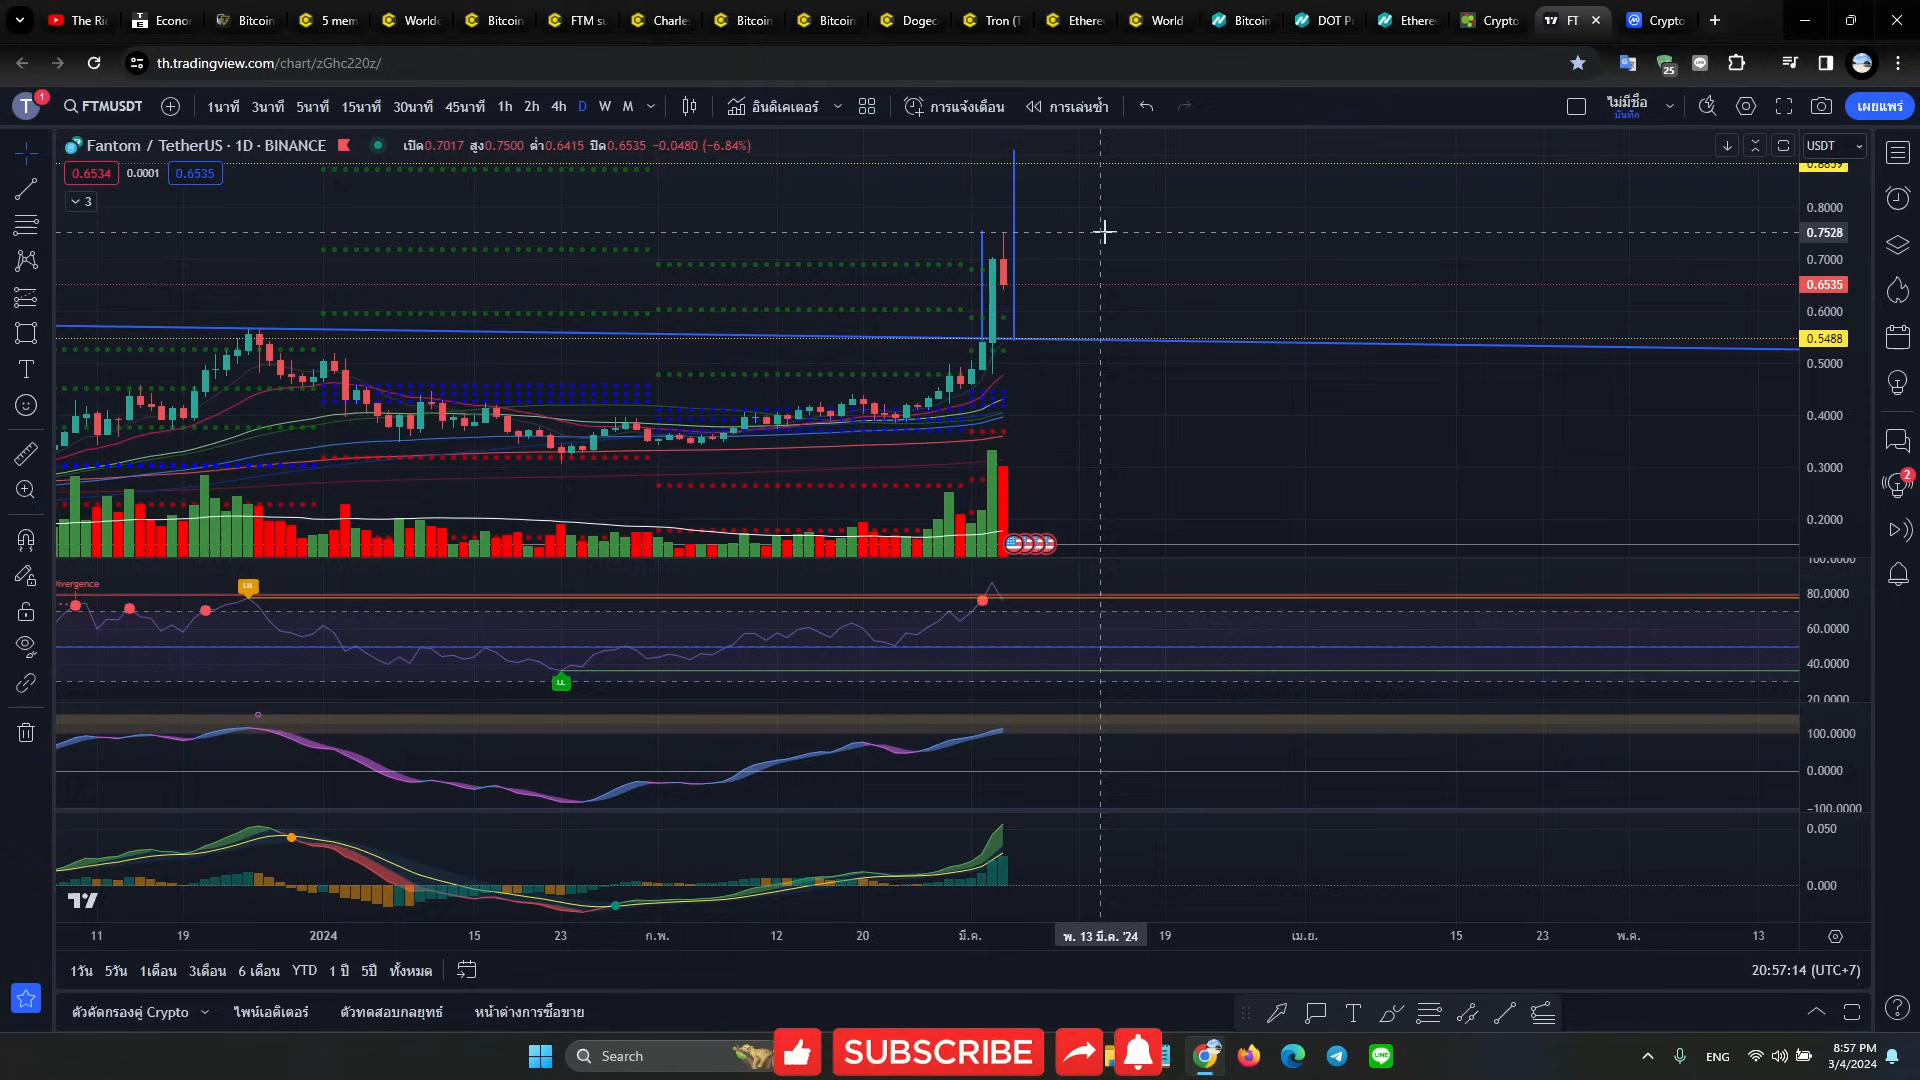 The Ri
Econo
Bitcoin
5 mem
World
Bitcoin
FTM su
Charle
Bitcoin
Bitcoin
Dogec
Tron (T
Ethere
World
Bitcoin
DOT P
Ethere
Crypto
FT
Crypto
th.tradingview.com/chart/zGhc220z/
25
T
1
FTMUSDT
1นาที 3นาที 5นาที 15นาที 30นาที 45นาที 1h 2h 4h D W M
อินดิเคเตอร์
การแจ้งเตือน
การเล่นซ้ำ
ไม่มีชื่อ
บันทึก
เผยแพร่
Fantom / TetherUS · 1D · BINANCE
เปิด0.7017 สูง0.7500 ต่ำ0.6415 ปิด0.6535 −0.0480 (−6.84%)
USDT
0.6534
0.0001
0.6535
3
0.8859
0.8000
0.7528
0.7000
0.6535
0.6000
0.5488
0.5000
0.4000
0.3000
0.2000
100.0000
ivergence
LH
80.0000
60.0000
40.0000
LL
20.0000
100.0000
0.0000
−100.0000
0.050
0.000
2
11 19 2024 15 23 ก.พ. 12 20 มี.ค. พ. 13 มี.ค. '24 19 เม.ย. 15 23 พ.ค. 13
1วัน 5วัน 1เดือน 3เดือน 6 เดือน YTD 1 ปี 5ปี ทั้งหมด
20:57:14 (UTC+7)
ตัวคัดกรองคู่ Crypto
ไพน์เอดิเตอร์
ตัวทดสอบกลยุทธ์
หน้าต่างการซื้อขาย
Search
SUBSCRIBE
LINE
ENG
8:57 PM
3/4/2024